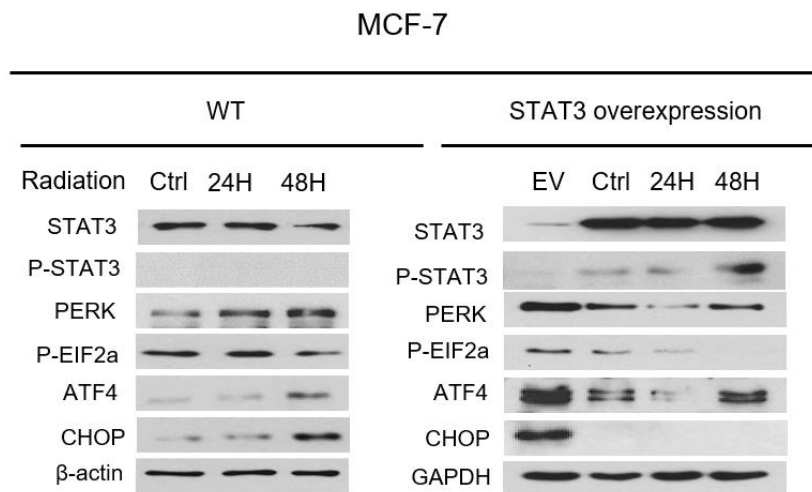 MCF-7
WT
STAT3 overexpression
Radiation Ctrl 24H 48H
STAT3
P-STAT3
PERK
P-EIF2a
ATF4
CHOP
β-actin
EV Ctrl 24H 48H
STAT3
P-STAT3
PERK
P-EIF2a
ATF4
CHOP
GAPDH